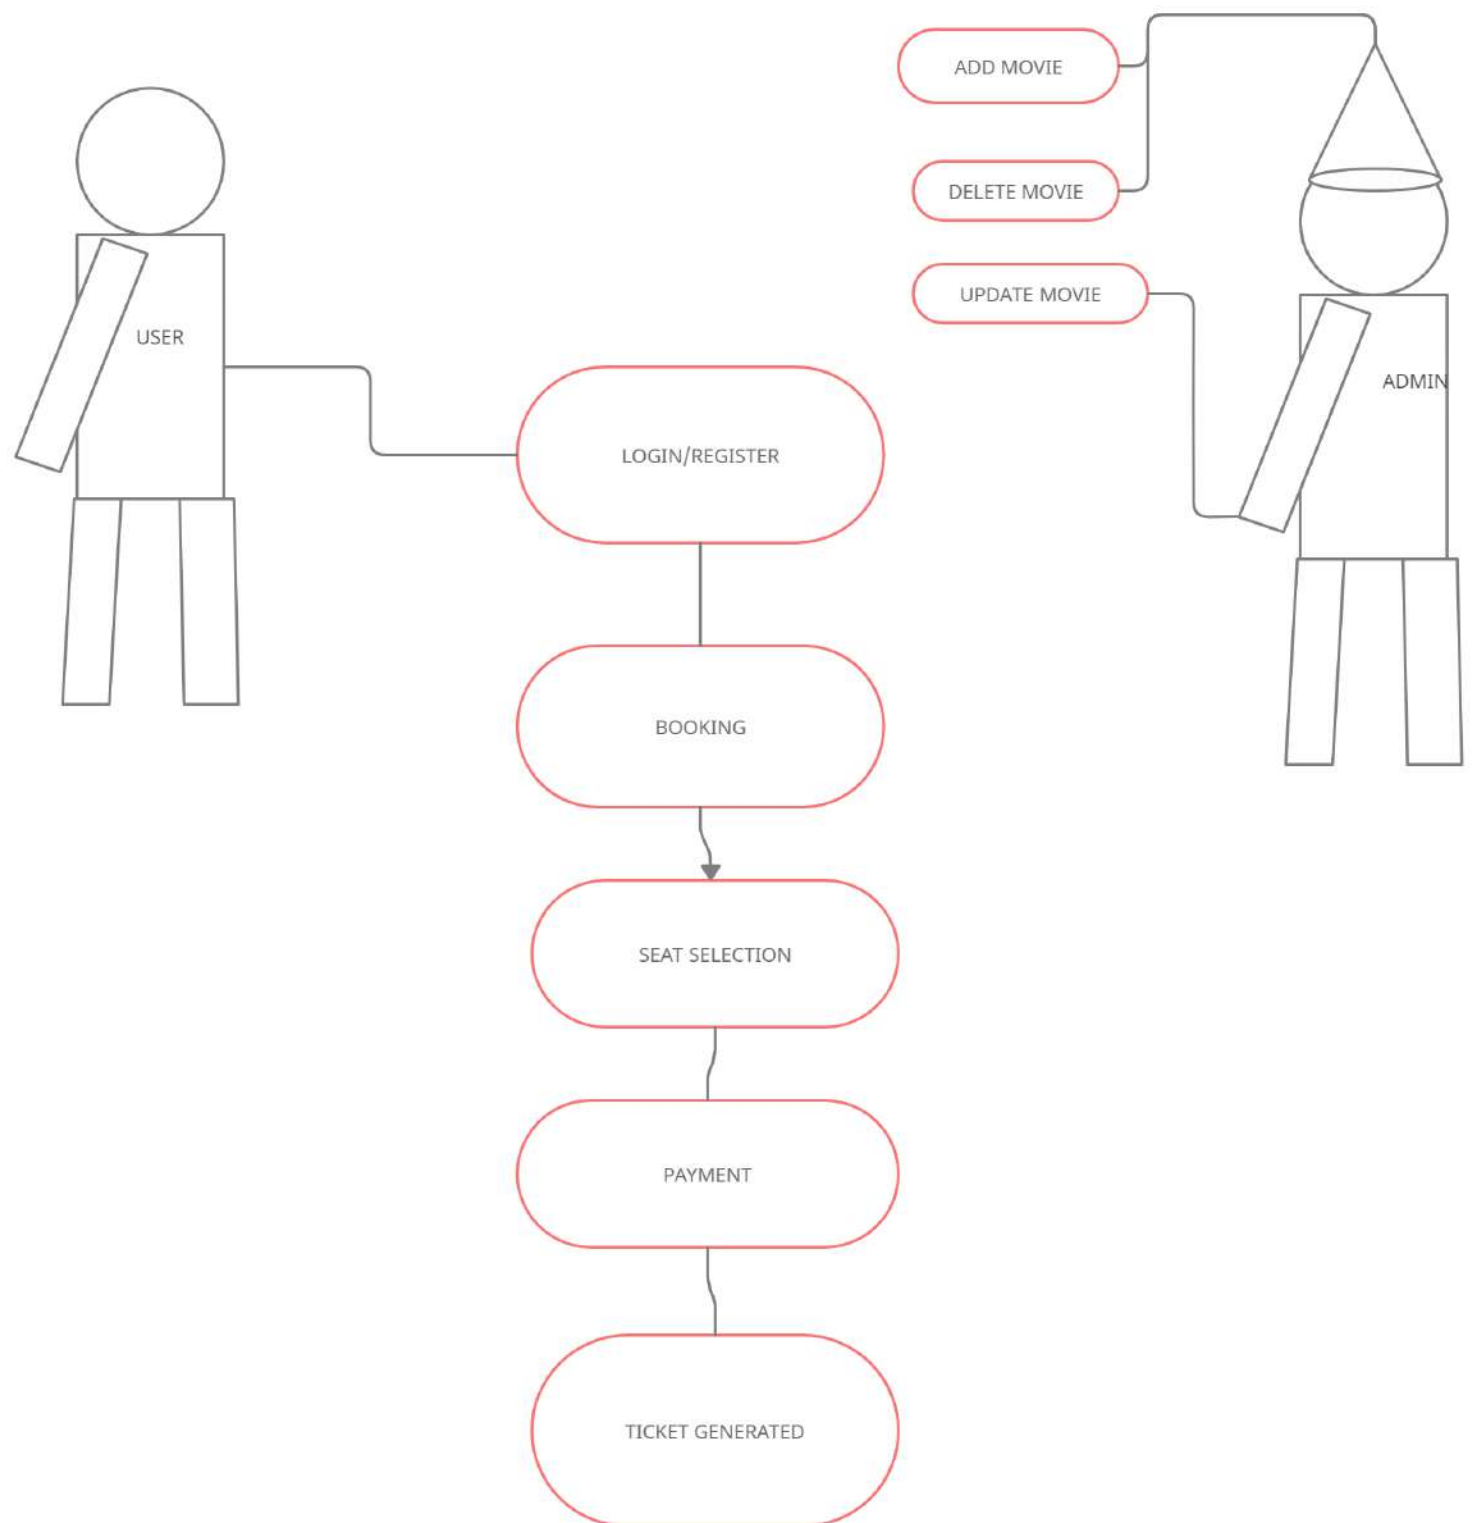 ADD MOVIE
DELETE MOVIE
UPDATE MOVIE
USER
ADMIN
LOGIN/REGISTER
BOOKING
SEAT SELECTION
PAYMENT
TICKET GENERATED